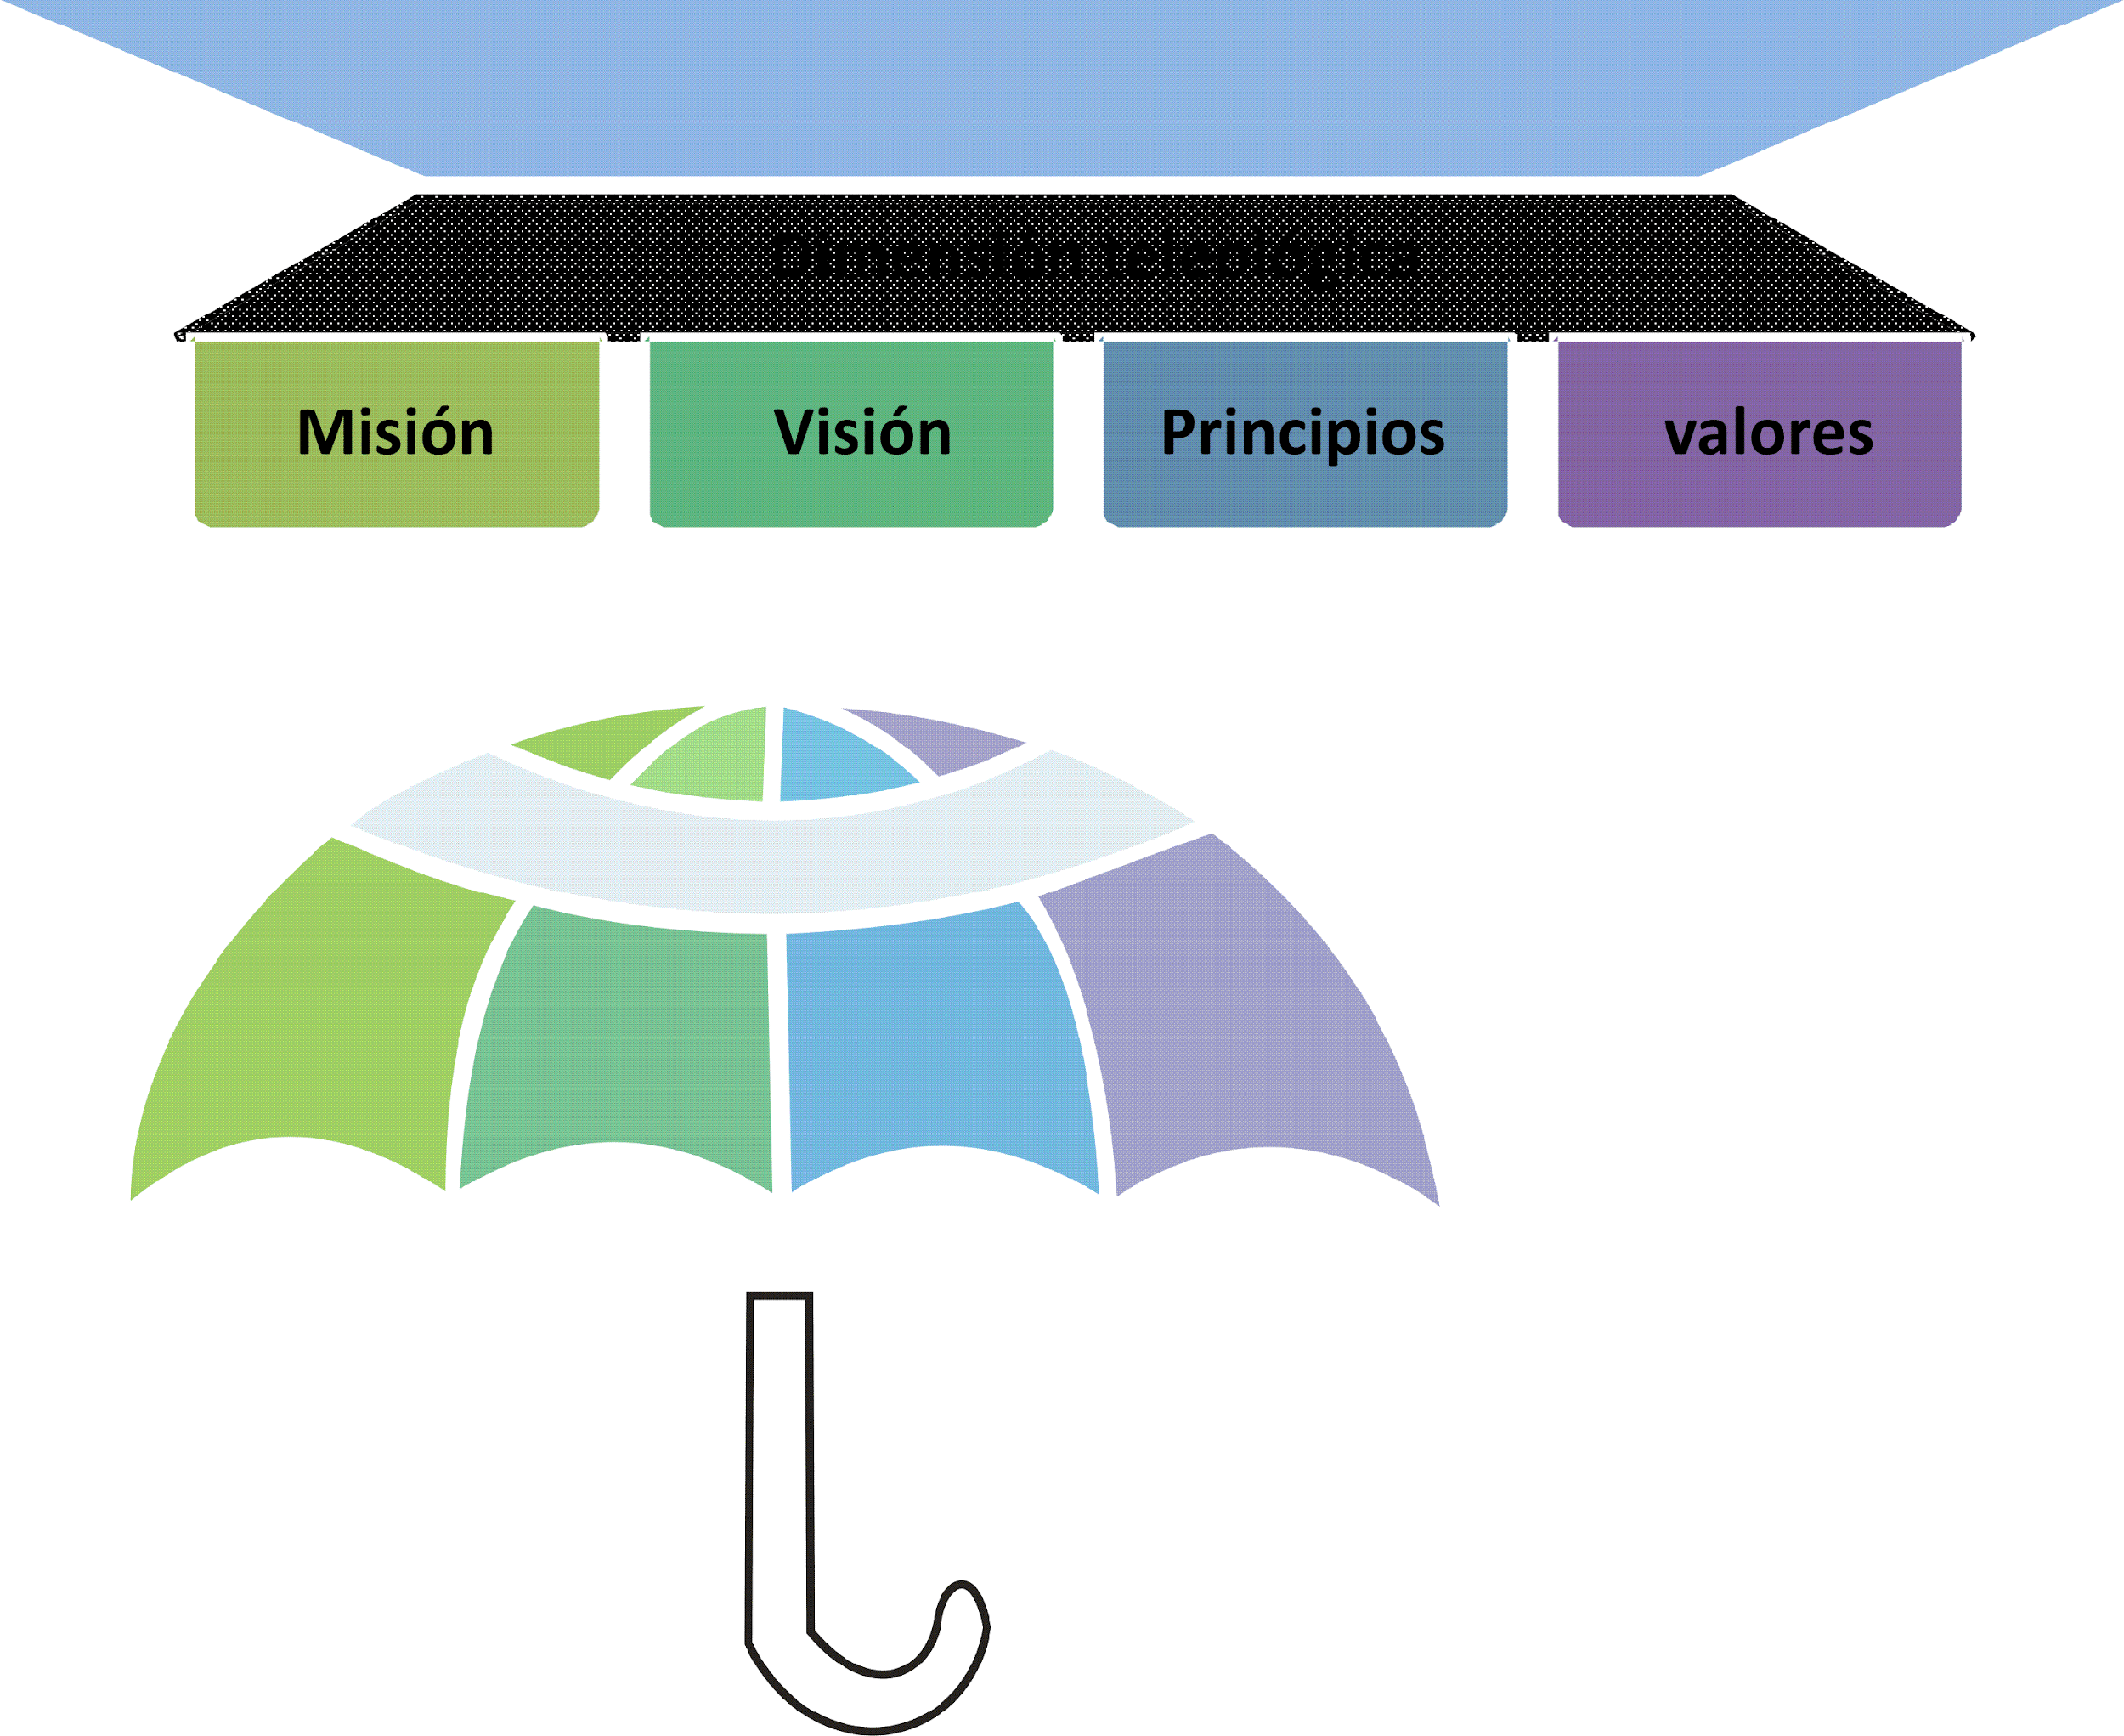 Dimensión teleológica
Misión
Visión
Principios
valores